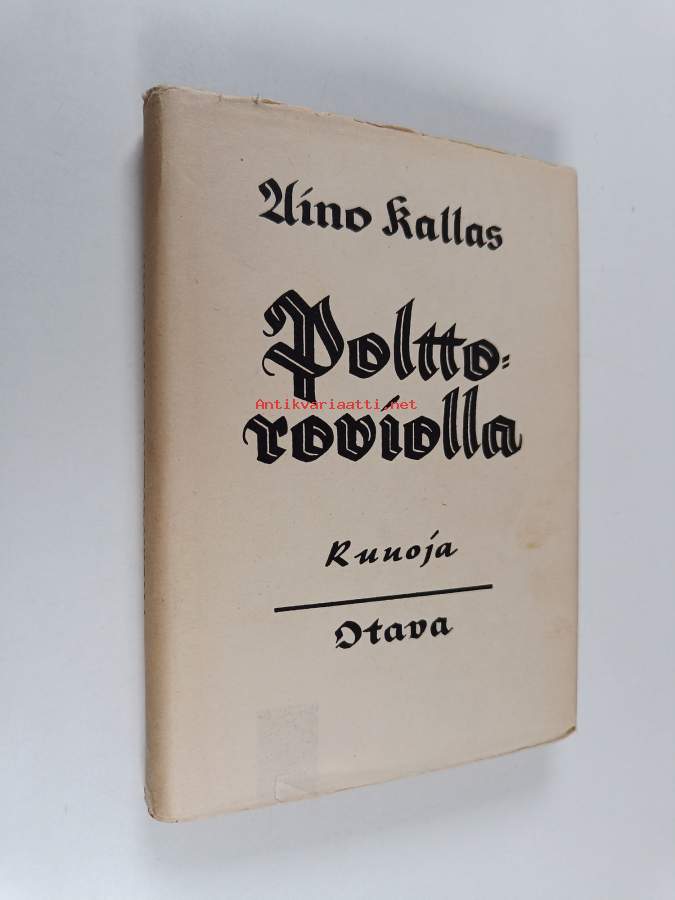 Aino Kallas
Poltto=
Antikvariaatti.net
roviolla
Runoja
Otava